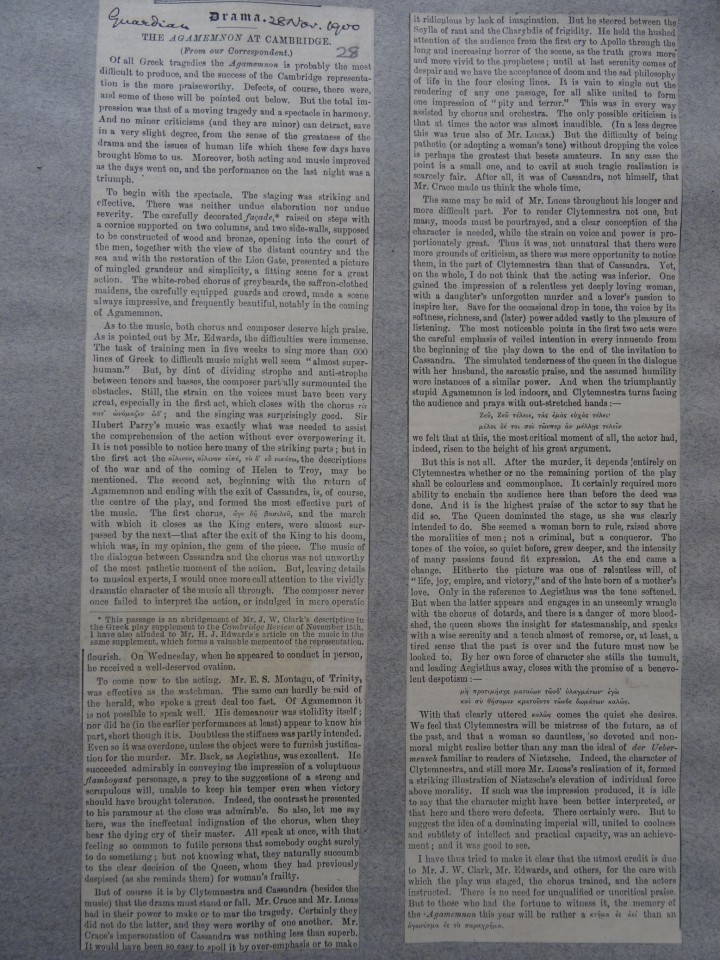 Guardian
Drama. 28 Nov. 1900
THE AGAMEMNON AT CAMBRIDGE.
(From our Correspondent.)
28
Of all Greek tragedies the Agamemnon is probably the most
difficult to produce, and the success of the Cambridge representa-
tion is the more praiseworthy. Defects, of course, there were,
and some of these will be pointed out below. But the total im-
pression was that of a moving tragedy and a spectacle in harmony.
And no minor criticisms (and they are minor) can detract, save
in a very slight degree, from the sense of the greatness of the
drama and the issues of human life which these few days have
brought home to us. Moreover, both acting and music improved
as the days went on, and the performance on the last night was a
triumph.
To begin with the spectacle. The staging was striking and
effective. There was neither undue elaboration nor undue
severity. The carefully decorated façade,* raised on steps with
a cornice supported on two columns, and two side-walls, supposed
to be constructed of wood and bronze, opening into the court of
the men, together with the view of the distant country and the
sea and with the restoration of the Lion Gate, presented a picture
of mingled grandeur and simplicity, a fitting scene for a great
action. The white-robed chorus of greybeards, the saffron-clothed
maidens, the carefully equipped guards and crowd, made a scene
always impressive, and frequently beautiful, notably in the coming
of Agamemnon.
As to the music, both chorus and composer deserve high praise.
As is pointed out by Mr. Edwards, the difficulties were immense.
The task of training men in five weeks to sing more than 600
lines of Greek to difficult music might well seem "almost super-
human." But, by dint of dividing strophe and anti-strophe
between tenors and basses, the composer partially surmounted the
obstacles. Still, the strain on the voices must have been very
great, especially in the first act, which closes with the chorus τίς
ποτ' ὠνόμαζεν ὧδ'; and the singing was surprisingly good. Sir
Hubert Parry's music was exactly what was needed to assist
the comprehension of the action without ever overpowering it.
It is not possible to notice here many of the striking parts; but in
the first act the αἴλινον, αἴλινον εἰπέ, τὸ δ' εὖ νικάτω, the descriptions
of the war and of the coming of Helen to Troy, may be
mentioned. The second act, beginning with the return of
Agamemnon and ending with the exit of Cassandra, is, of course,
the centre of the play, and formed the most effective part of
the music. The first chorus, ἄγε δὴ βασιλεῦ, and the march
with which it closes as the King enters, were almost sur-
passed by the next—that after the exit of the King to his doom,
which was, in my opinion, the gem of the piece. The music of
the dialogue between Cassandra and the chorus was not unworthy
of the most pathetic moment of the action. But, leaving details
to musical experts, I would once more call attention to the vividly
dramatic character of the music all through. The composer never
once failed to interpret the action, or indulged in mere operatic
* This passage is an abridgement of Mr. J. W. Clark's description in
the Greek play supplement to the Cambridge Review of November 15th.
I have also alluded to Mr. H. J. Edwards's article on the music in the
same supplement, which forms a valuable memento of the representation.
flourish. On Wednesday, when he appeared to conduct in person,
he received a well-deserved ovation.
To come now to the acting. Mr. E. S. Montagu, of Trinity,
was effective as the watchman. The same can hardly be said of
the herald, who spoke a great deal too fast. Of Agamemnon it
is not possible to speak well. His demeanour was stolidity itself;
nor did he (in the earlier performances at least) appear to know his
part, short though it is. Doubtless the stiffness was partly intended.
Even so it was overdone, unless the object were to furnish justifica-
tion for the murder. Mr. Back, as Aegisthus, was excellent. He
succeeded admirably in conveying the impression of a voluptuous
flamboyant personage, a prey to the suggestions of a strong and
scrupulous will, unable to keep his temper even when victory
should have brought tolerance. Indeed, the contrast he presented
to his paramour at the close was admirable. So also, let me say
here, was the ineffectual indignation of the chorus, when they
hear the dying cry of their master. All speak at once, with that
feeling so common to futile persons that somebody ought surely
to do something; but not knowing what, they naturally succumb
to the clear decision of the Queen, whom they had previously
despised (as she reminds them) for woman's frailty.
But of course it is by Clytemnestra and Cassandra (besides the
music) that the drama must stand or fall. Mr. Crace and Mr. Lucas
had in their power to make or to mar the tragedy. Certainly they
did not do the latter, and they were worthy of one another. Mr.
Crace's impersonation of Cassandra was nothing less than superb.
It would have been so easy to spoil it by over-emphasis or to make
it ridiculous by lack of imagination. But he steered between the
Scylla of rant and the Charybdis of frigidity. He held the hushed
attention of the audience from the first cry to Apollo through the
long and increasing horror of the scene, as the truth grows more
and more vivid to the prophetess; until at last serenity comes of
despair and we have the acceptance of doom and the sad philosophy
of life in the four closing lines. It is vain to single out the
rendering of any one passage, for all alike united to form
one impression of "pity and terror." This was in every way
assisted by chorus and orchestra. The only possible criticism is
that at times the actor was almost inaudible. (In a less degree
this was true also of Mr. Lucas.) But the difficulty of being
pathetic (or adopting a woman's tone) without dropping the voice
is perhaps the greatest that besets amateurs. In any case the
point is a small one, and to cavil at such tragic realisation is
scarcely fair. After all, it was of Cassandra, not himself, that
Mr. Crace made us think the whole time.
The same may be said of Mr. Lucas throughout his longer and
more difficult part. For to render Clytemnestra not one, but
many, moods must be pourtrayed, and a clear conception of the
character is needed, while the strain on voice and power is pro-
portionately great. Thus it was not unnatural that there were
more grounds of criticism, as there was more opportunity to notice
them, in the part of Clytemnestra than that of Cassandra. Yet,
on the whole, I do not think that the acting was inferior. One
gained the impression of a relentless yet deeply loving woman,
with a daughter's unforgotten murder and a lover's passion to
inspire her. Save for the occasional drop in tone, the voice by its
softness, richness, and (later) power added vastly to the pleasure of
listening. The most noticeable points in the first two acts were
the careful emphasis of veiled intention in every innuendo from
the beginning of the play down to the end of the invitation to
Cassandra. The simulated tenderness of the queen in the dialogue
with her husband, the sarcastic praise, and the assumed humility
were instances of a similar power. And when the triumphantly
stupid Agamemnon is led indoors, and Clytemnestra turns facing
the audience and prays with out-stretched hands:—
Ζεῦ, Ζεῦ τέλειε, τὰς ἐμὰς εὐχὰς τέλει·
μέλοι δέ τοι σοὶ τῶνπερ ἂν μέλλῃς τελεῖν
we felt that at this, the most critical moment of all, the actor had,
indeed, risen to the height of his great argument.
But this is not all. After the murder, it depends entirely on
Clytemnestra whether or no the remaining portion of the play
shall be colourless and commonplace. It certainly required more
ability to enchain the audience here than before the deed was
done. And it is the highest praise of the actor to say that he
did so. The Queen dominated the stage, as she was clearly
intended to do. She seemed a woman born to rule, raised above
the moralities of men; not a criminal, but a conqueror. The
tones of the voice, so quiet before, grew deeper, and the intensity
of many passions found fit expression. At the end came a
change. Hitherto the picture was one of relentless will, of
"life, joy, empire, and victory," and of the hate born of a mother's
love. Only in the reference to Aegisthus was the tone softened.
But when the latter appears and engages in an unseemly wrangle
with the chorus of dotards, and there is a danger of more blood-
shed, the queen shows the insight for statesmanship, and speaks
with a wise serenity and a touch almost of remorse, or, at least, a
tired sense that the past is over and the future must now be
looked to. By her own force of character she stills the tumult,
and leading Aegisthus away, closes with the promise of a benevo-
lent despotism:—
μὴ προτιμήσῃς ματαίων τῶνδ' ὑλαγμάτων· ἐγὼ
καὶ σὺ θήσομεν κρατοῦντε τῶνδε δωμάτων καλῶς.
With that clearly uttered καλῶς comes the quiet she desires.
We feel that Clytemnestra will be mistress of the future, as of
the past, and that a woman so dauntless, so devoted and non-
moral might realise better than any man the ideal of der Ueber-
mensch familiar to readers of Nietzsche. Indeed, the character of
Clytemnestra, and still more Mr. Lucas's realisation of it, formed
a striking illustration of Nietzsche's elevation of individual force
above morality. If such was the impression produced, it is idle
to say that the character might have been better interpreted, or
that here and there were defects. There certainly were. But to
suggest the idea of a dominating imperial will, united to coolness
and subtlety of intellect and practical capacity, was an achieve-
ment; and it was good to see.
I have thus tried to make it clear that the utmost credit is due
to Mr. J. W. Clark, Mr. Edwards, and others, for the care with
which the play was staged, the chorus trained, and the actors
instructed. There is no need for unqualified or uncritical praise.
But to those who had the fortune to witness it, the memory of
the Agamemnon this year will be rather a κτῆμα ἐς ἀεὶ than an
ἀγώνισμα ἐς τὸ παραχρῆμα.